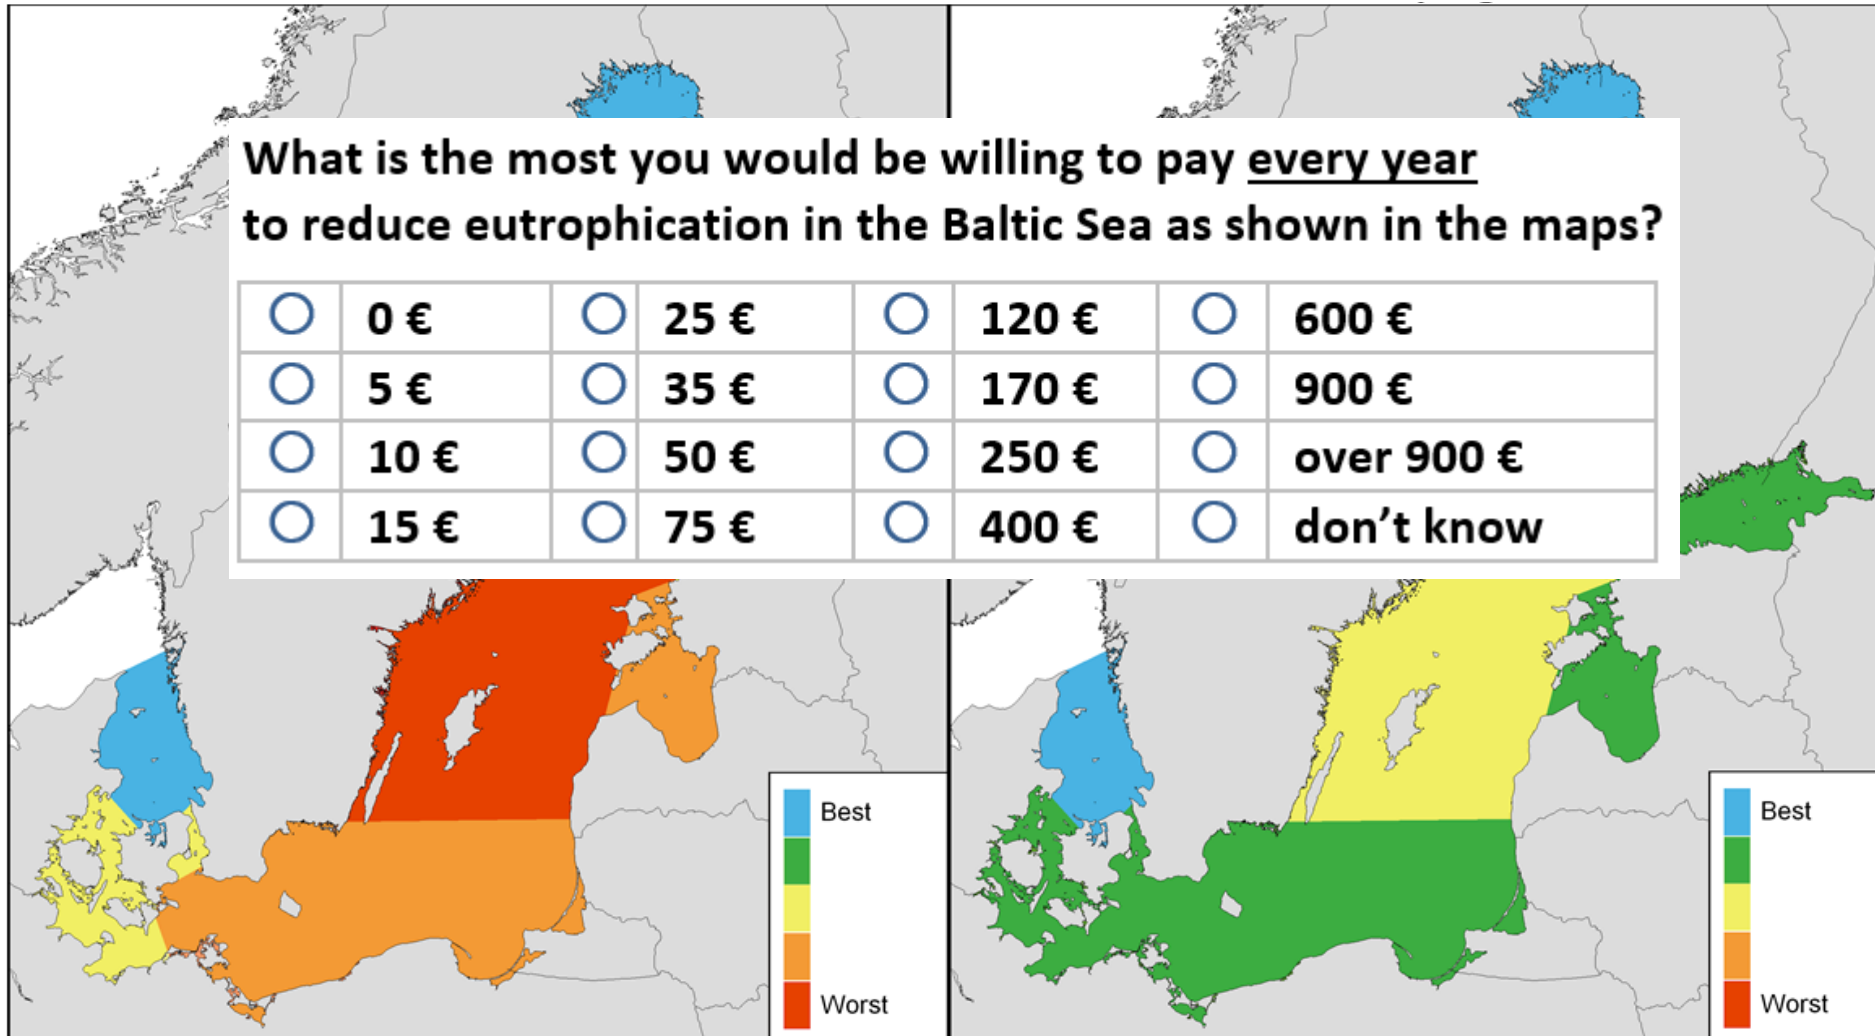 What is the most you would be willing to pay every year
to reduce eutrophication in the Baltic Sea as shown in the maps?
0 € 25 € 120 € 600 €
5 € 35 € 170 € 900 €
10 € 50 € 250 € over 900 €
15 € 75 € 400 € don’t know
Best
Worst
Best
Worst